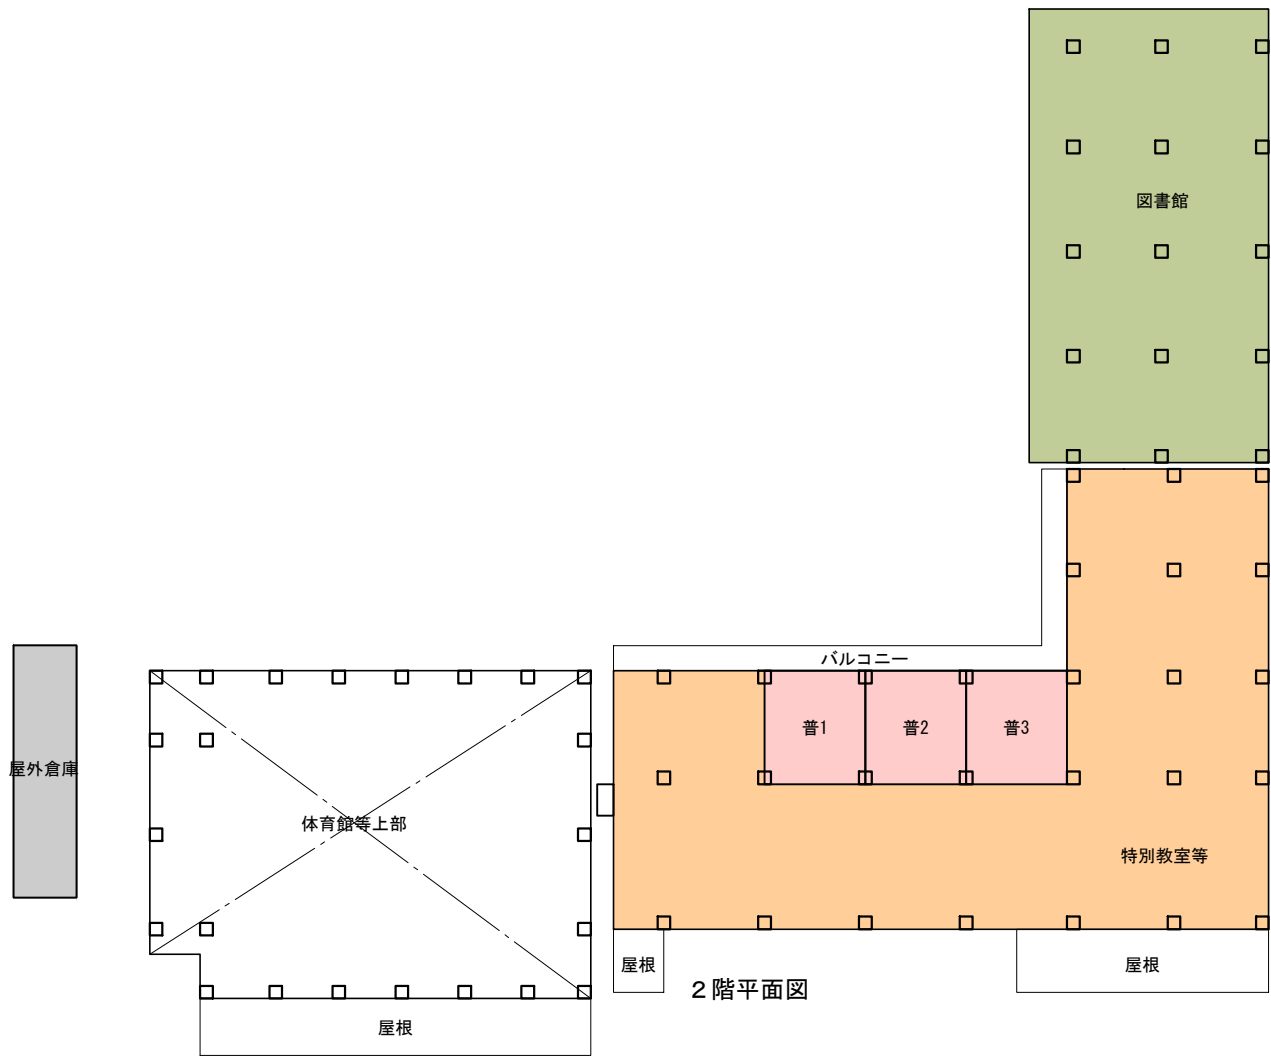 図書館
バルコニー
普1
普2
普3
屋外倉庫
体育館等上部
特別教室等
屋根
屋根
2階平面図
屋根